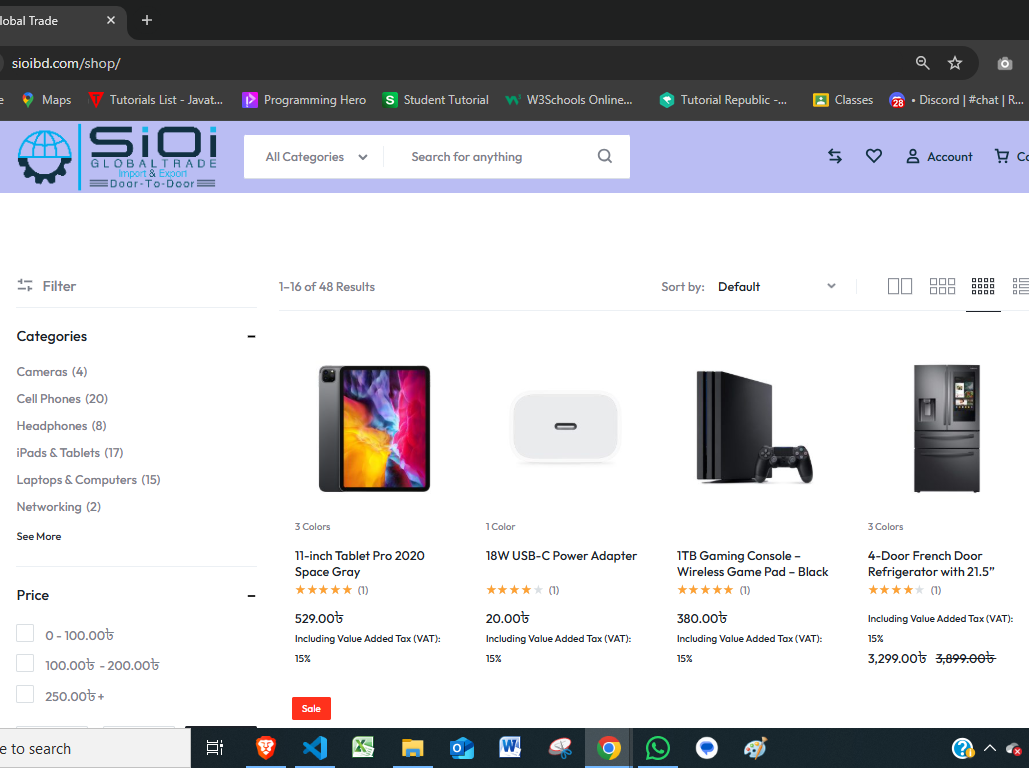 lobal Trade
sioibd.com/shop/
e
Maps
Tutorials List - Javat...
Programming Hero
Student Tutorial
W3Schools Online...
Tutorial Republic -...
Classes
28
• Discord | #chat | R...
SiOi
GLOBALTRADE
Import & Export
Door-To-Door
All Categories
Search for anything
Account
Filter
1–16 of 48 Results
Sort by: Default
Categories
Cameras (4)
Cell Phones (20)
Headphones (8)
iPads & Tablets (17)
Laptops & Computers (15)
Networking (2)
See More
Price
0 - 100.00৳
100.00৳ - 200.00৳
250.00৳+
3 Colors
11-inch Tablet Pro 2020
Space Gray
(1)
529.00৳
Including Value Added Tax (VAT):
15%
1 Color
18W USB-C Power Adapter
(1)
20.00৳
Including Value Added Tax (VAT):
15%
1TB Gaming Console –
Wireless Game Pad – Black
(1)
380.00৳
Including Value Added Tax (VAT):
15%
3 Colors
4-Door French Door
Refrigerator with 21.5”
(1)
Including Value Added Tax (VAT):
15%
3,299.00৳ 3,899.00৳
Sale
e to search